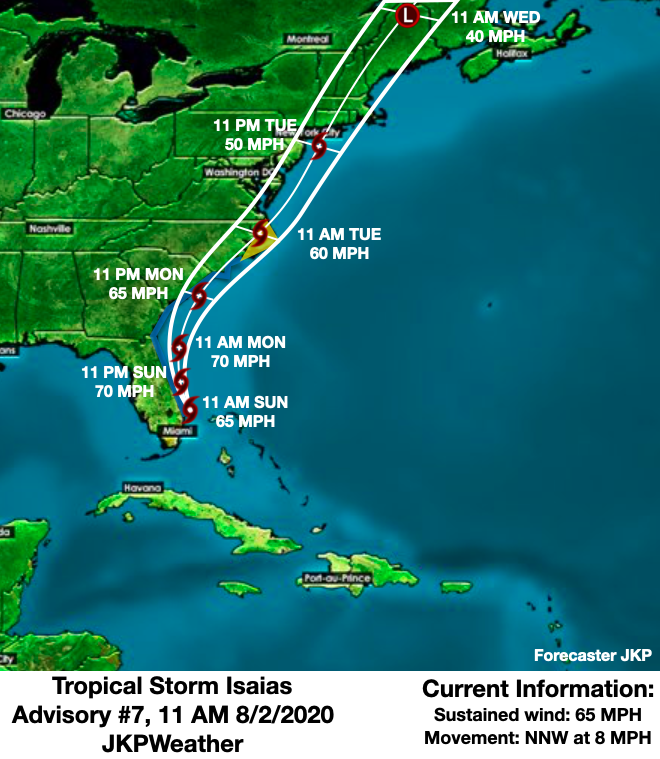 11 AM WED
40 MPH
Montreal
Halifax
Chicago
11 PM TUE
50 MPH
New York City
Washington DC
Nashville
11 AM TUE
60 MPH
11 PM MON
65 MPH
11 AM MON
70 MPH
11 PM SUN
70 MPH
11 AM SUN
65 MPH
Miami
Havana
Port-au-Prince
L
ans
da
City
Forecaster JKP
Tropical Storm Isaias
Advisory #7, 11 AM 8/2/2020
JKPWeather
Current Information:
Sustained wind: 65 MPH
Movement: NNW at 8 MPH